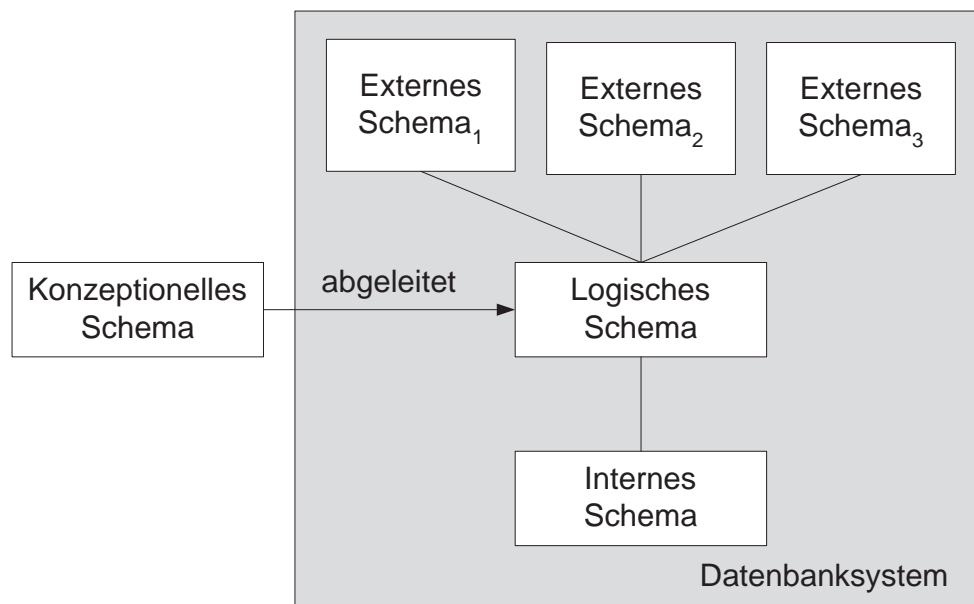 Externes
Schema1
Externes
Schema2
Externes
Schema3
Konzeptionelles
Schema
abgeleitet
Logisches
Schema
Internes
Schema
Datenbanksystem